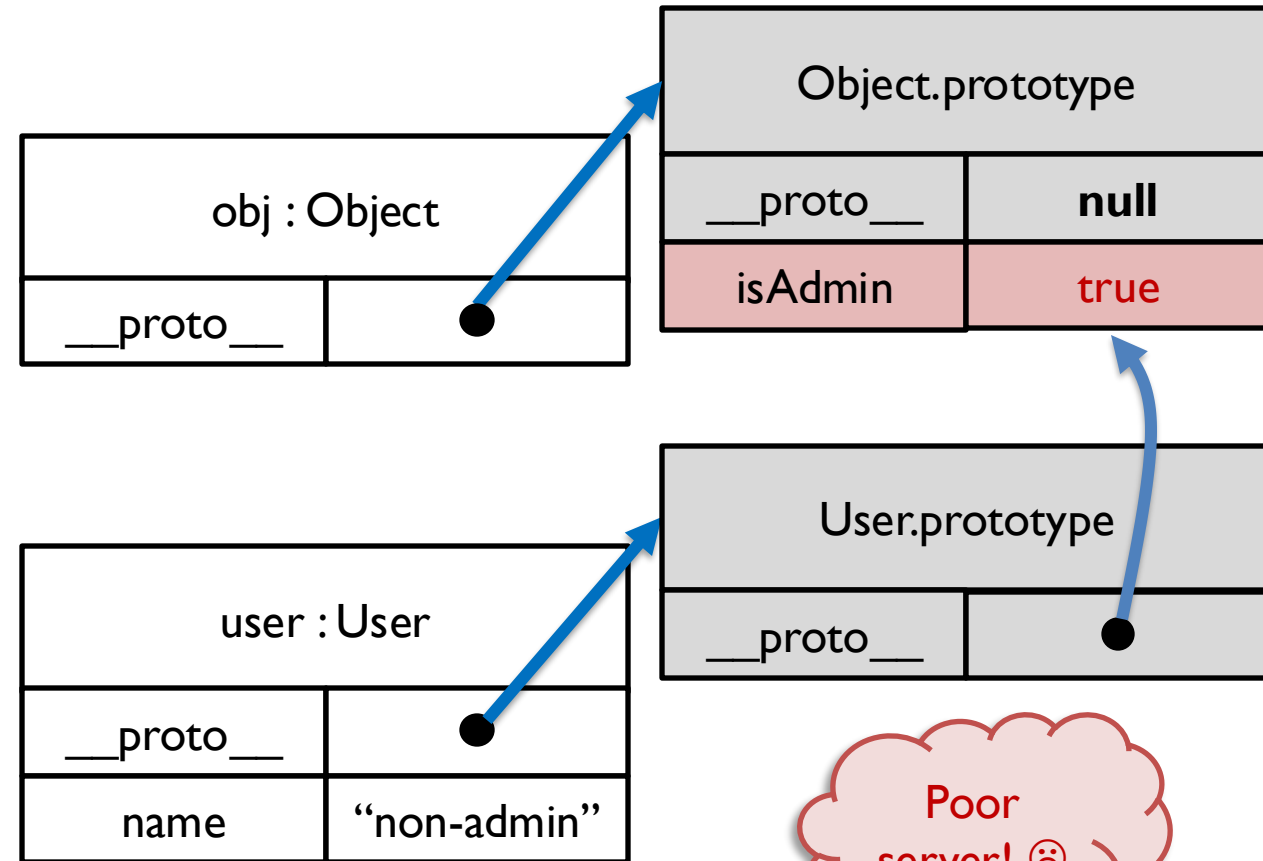 Object.prototype
obj : Object
__proto__ null
isAdmin true
__proto__
User.prototype
user : User
__proto__
__proto__
name “non-admin”
Poor
server! ☹